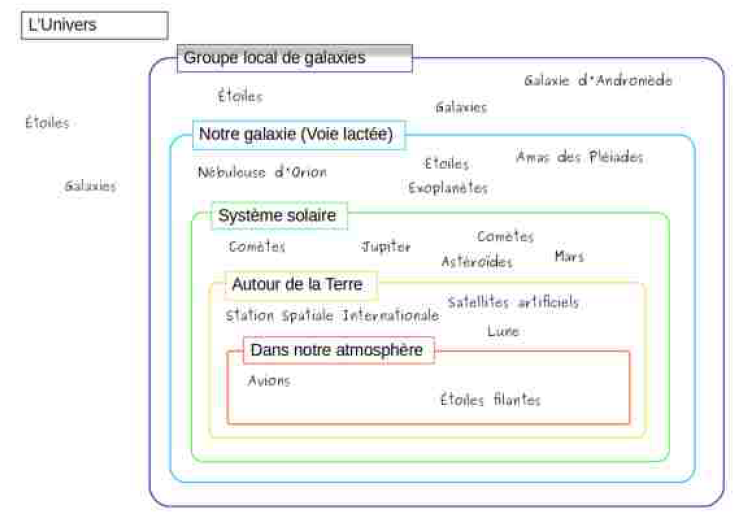 L'Univers
Groupe local de galaxies
Galaxie d'Andromède
Étoiles
Galaxies
Étoiles
Notre galaxie (Voie lactée)
Amas des Pléiades
Étoiles
Nébuleuse d'Orion
Galaxies
Exoplanètes
Système solaire
Comètes
Comètes
Jupiter
Mars
Astéroïdes
Autour de la Terre
Satellites artificiels
Station Spatiale Internationale
Lune
Dans notre atmosphère
Avions
Étoiles filantes